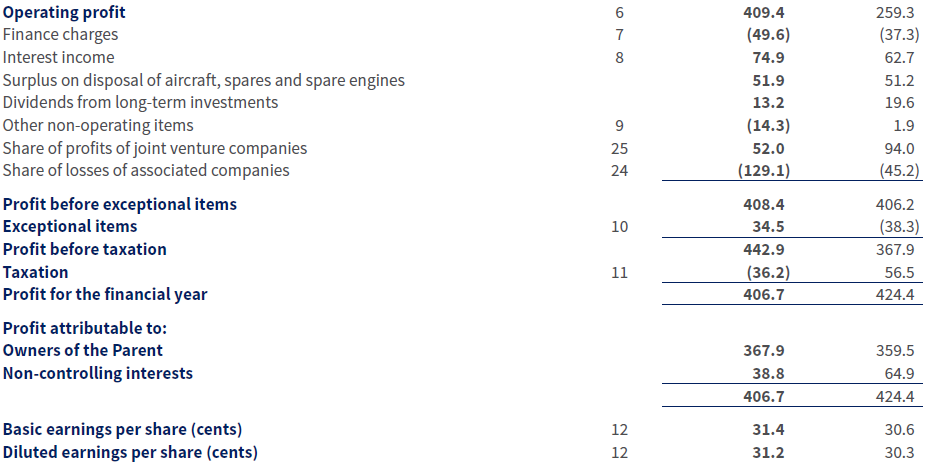 Operating profit 6 409.4 259.3
Finance charges 7 (49.6) (37.3)
Interest income 8 74.9 62.7
Surplus on disposal of aircraft, spares and spare engines 51.9 51.2
Dividends from long-term investments 13.2 19.6
Other non-operating items 9 (14.3) 1.9
Share of profits of joint venture companies 25 52.0 94.0
Share of losses of associated companies 24 (129.1) (45.2)
Profit before exceptional items 408.4 406.2
Exceptional items 10 34.5 (38.3)
Profit before taxation 442.9 367.9
Taxation 11 (36.2) 56.5
Profit for the financial year 406.7 424.4
Profit attributable to:
Owners of the Parent 367.9 359.5
Non-controlling interests 38.8 64.9
406.7 424.4
Basic earnings per share (cents) 12 31.4 30.6
Diluted earnings per share (cents) 12 31.2 30.3